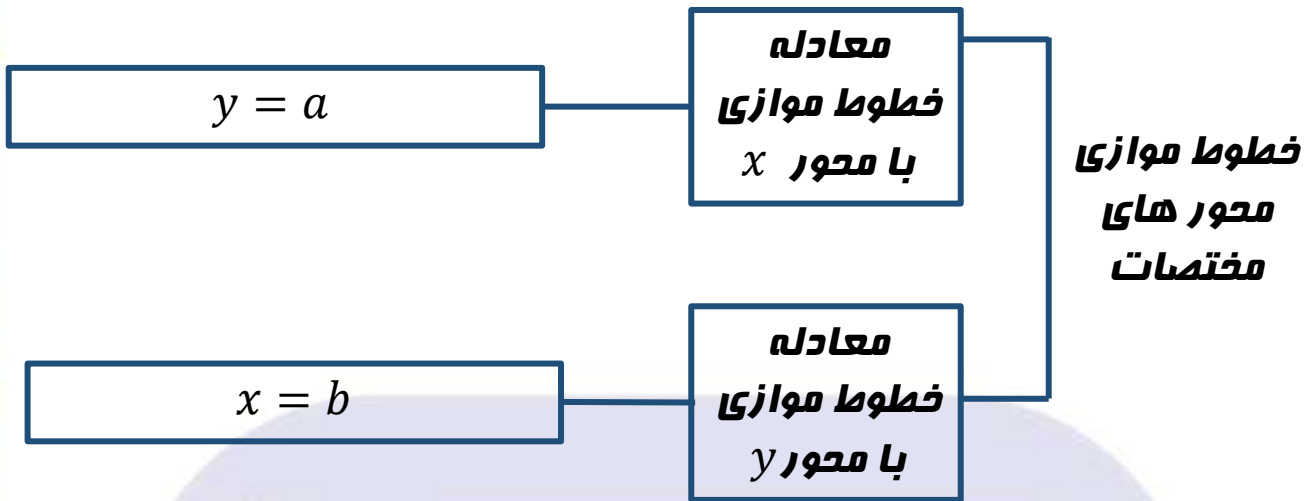 خطوط موازی
محور های
مختصات
معادله
خطوط موازی
با محور x
y = a
معادله
خطوط موازی
با محور y
x = b